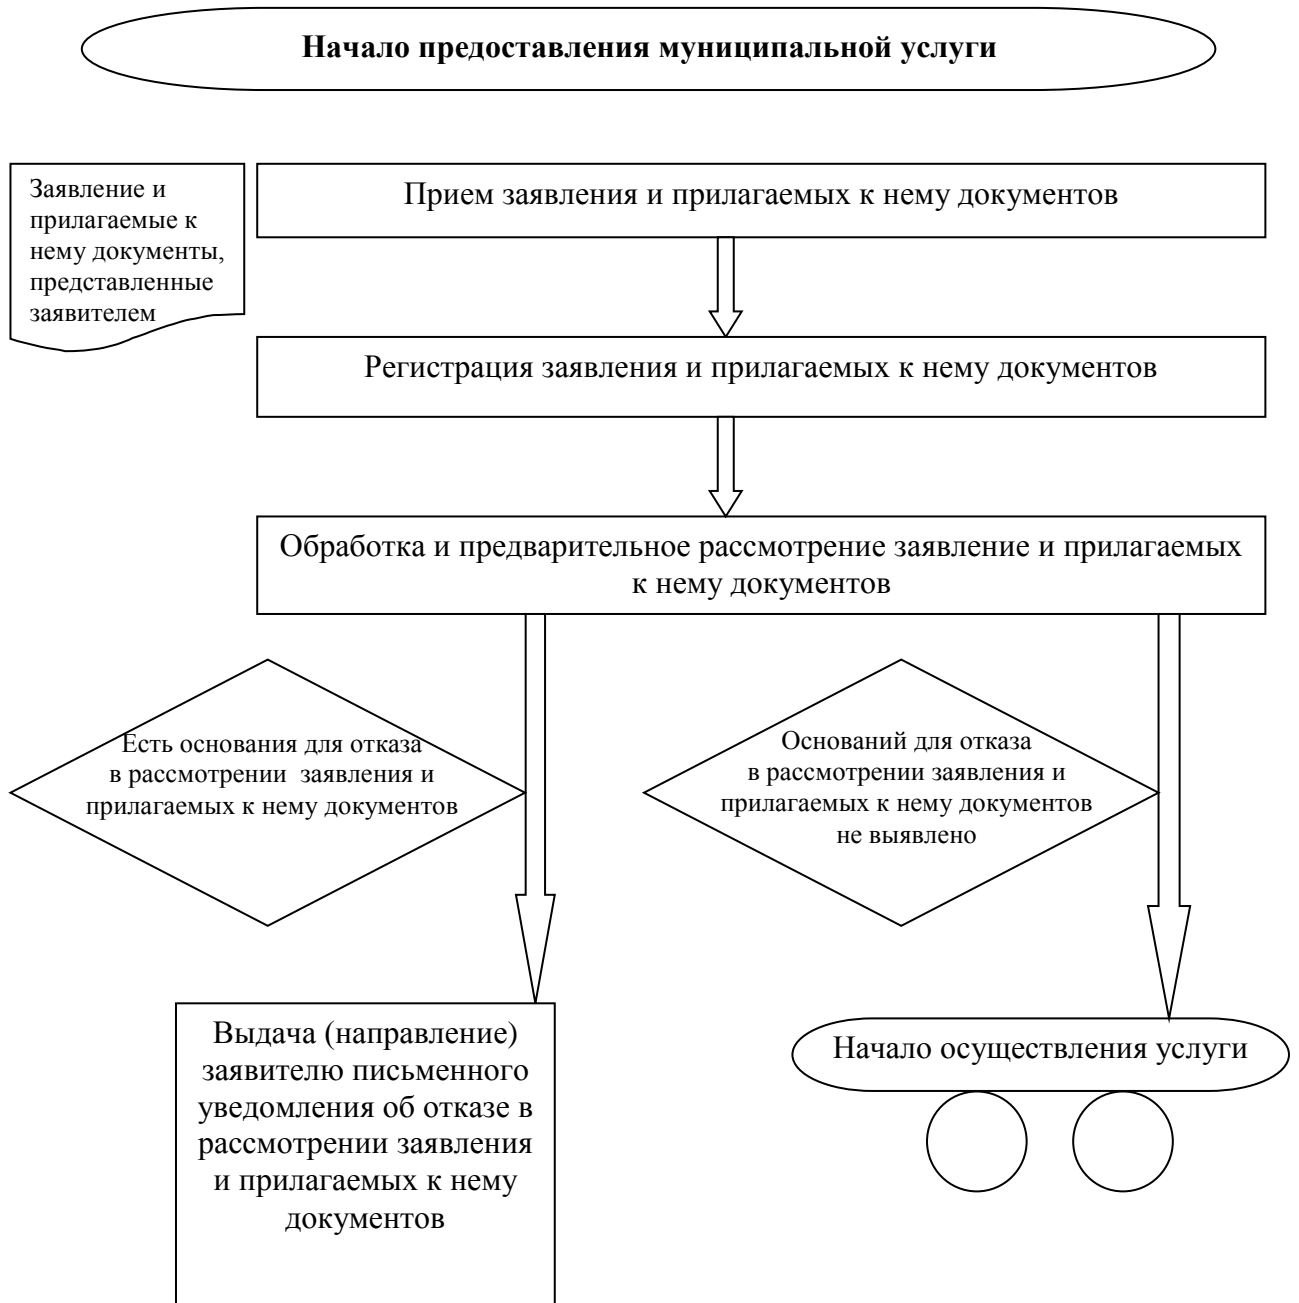 Начало предоставления муниципальной услуги
Заявление и
прилагаемые к
нему документы,
представленные
заявителем
Прием заявления и прилагаемых к нему документов
Регистрация заявления и прилагаемых к нему документов
Обработка и предварительное рассмотрение заявление и прилагаемых
к нему документов
Есть основания для отказа
в рассмотрении заявления и
прилагаемых к нему документов
Оснований для отказа
в рассмотрении заявления и
прилагаемых к нему документов
не выявлено
Выдача (направление)
заявителю письменного
уведомления об отказе в
рассмотрении заявления
и прилагаемых к нему
документов
Начало осуществления услуги